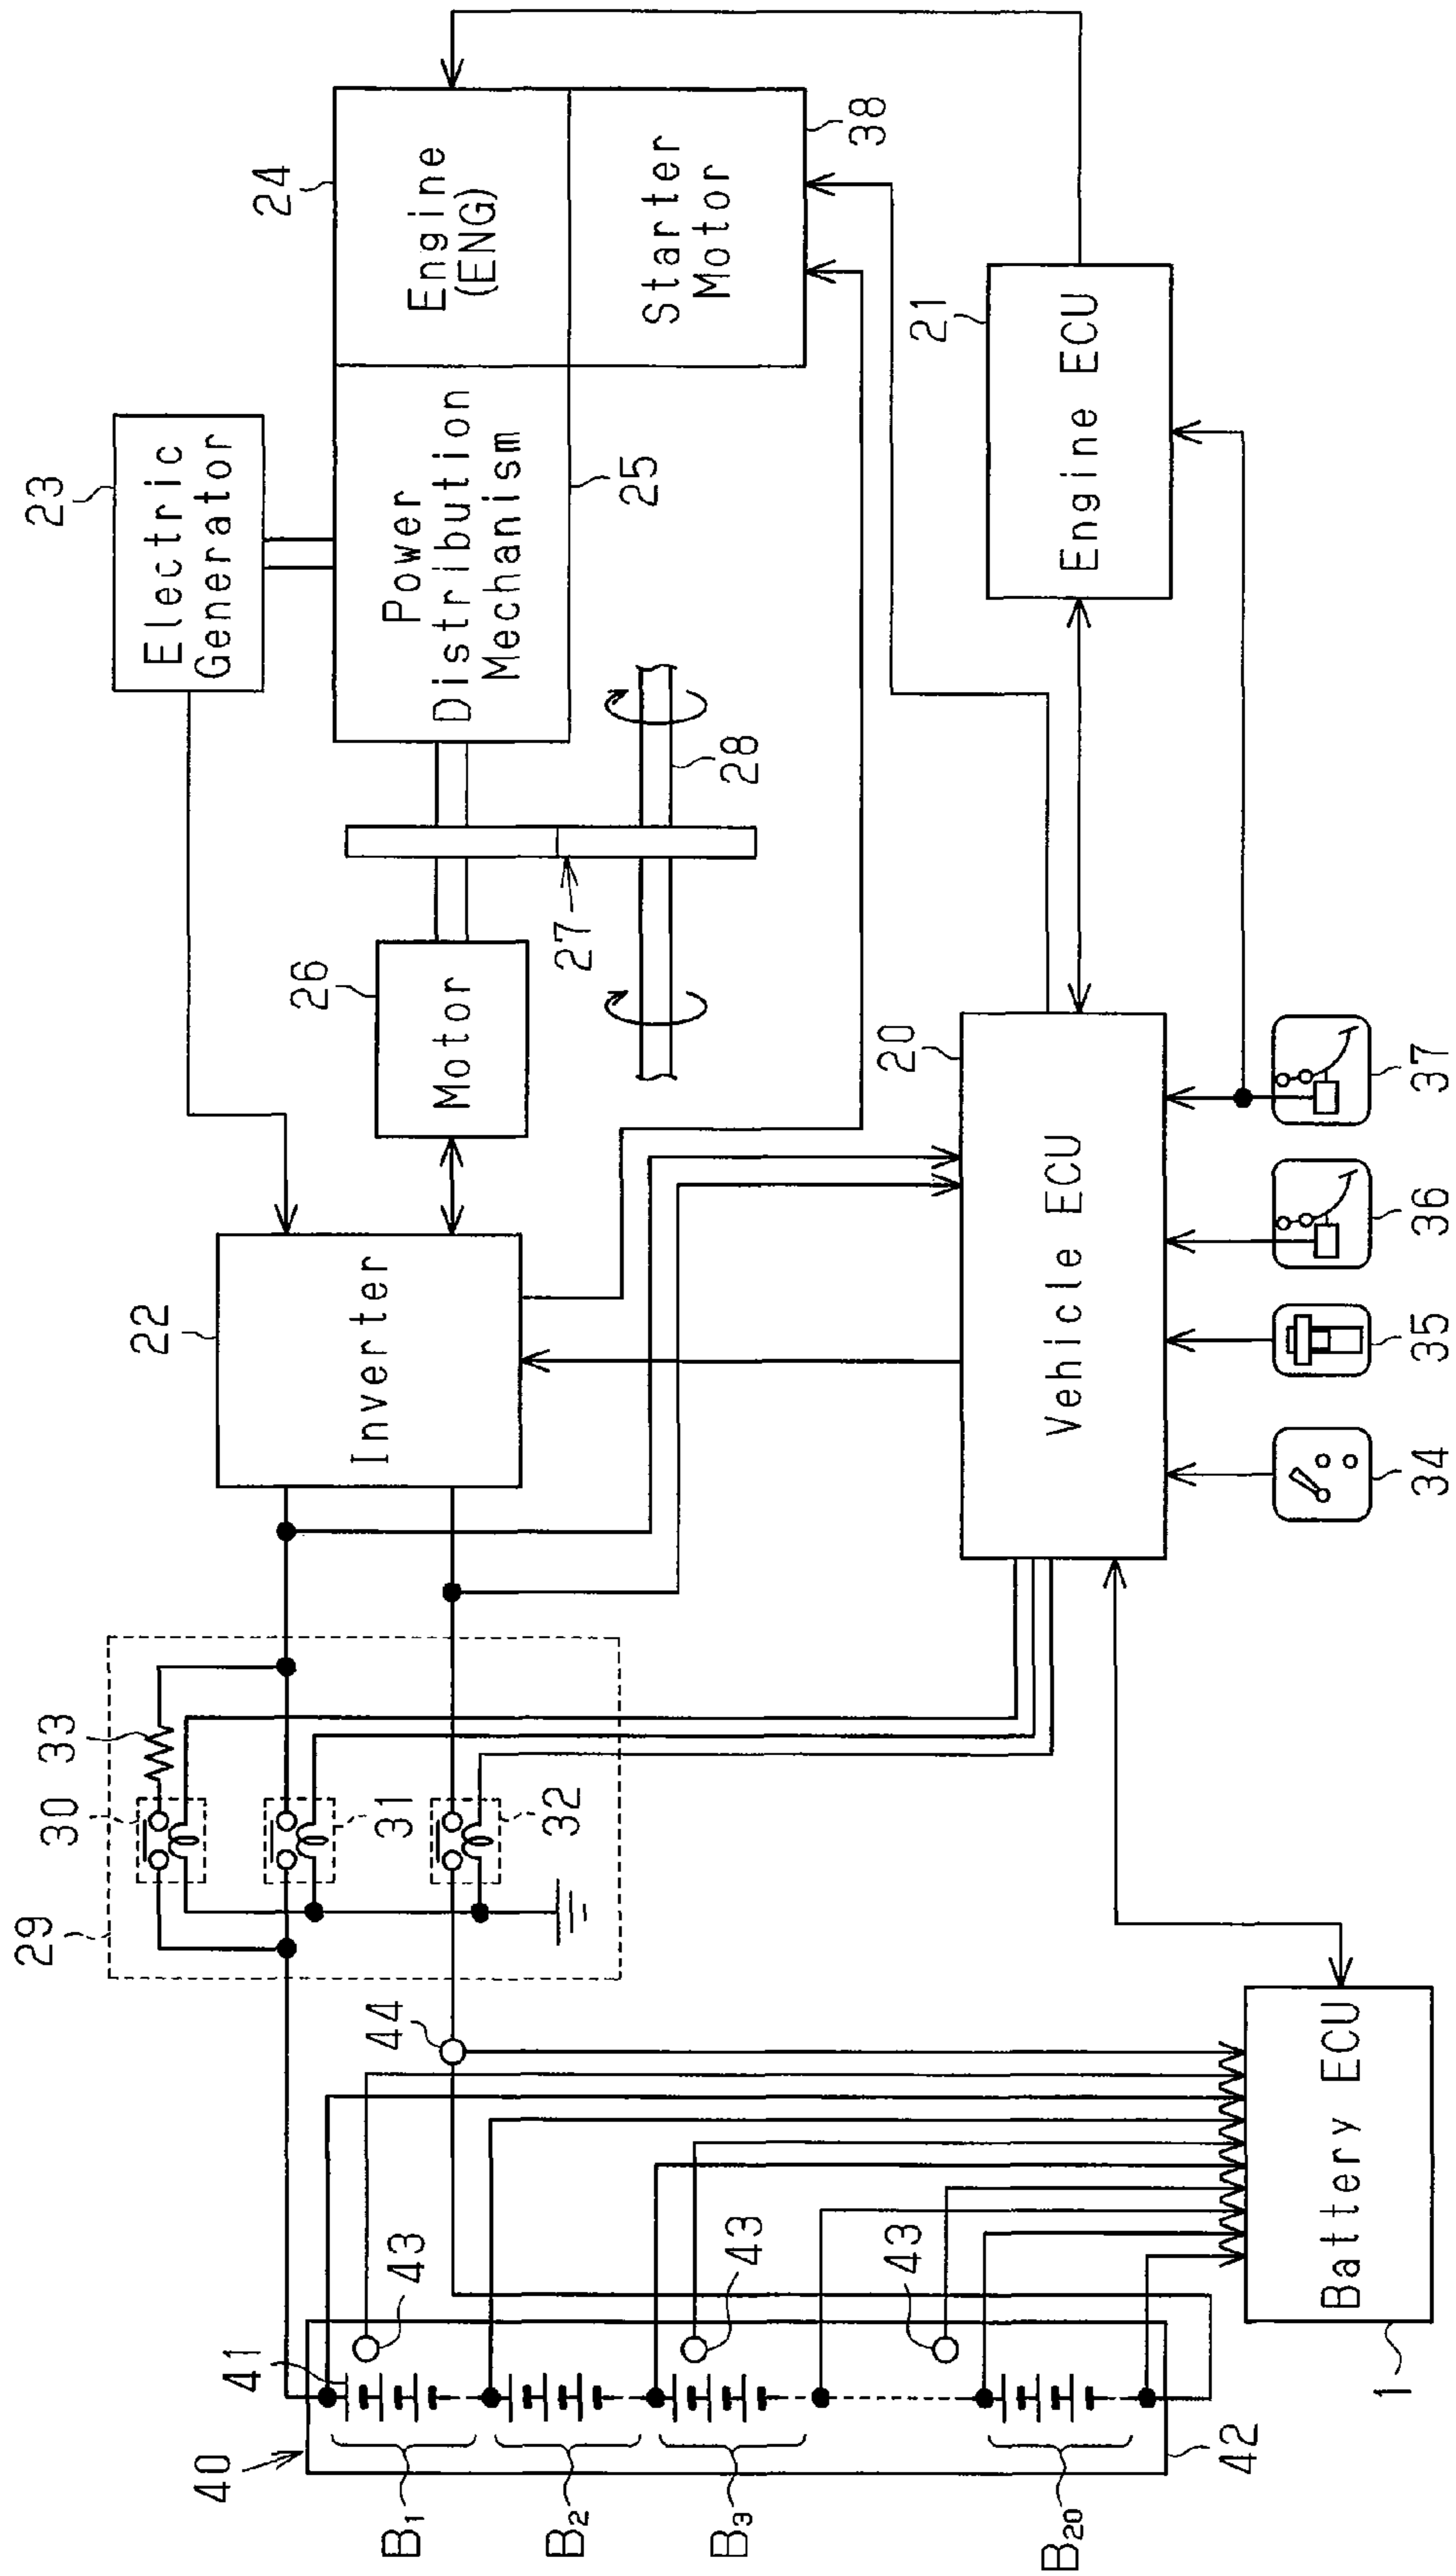 23
Electric
Generator
24
Engine
(ENG)
Power
Distribution
Mechanism
25
Starter
Motor
38
26
Motor
27
28
22
Inverter
29
30
33
31
32
21
Engine ECU
20
Vehicle ECU
34
35
36
37
44
40
41
43
43
43
42
B1
B2
B3
B20
Battery ECU
1